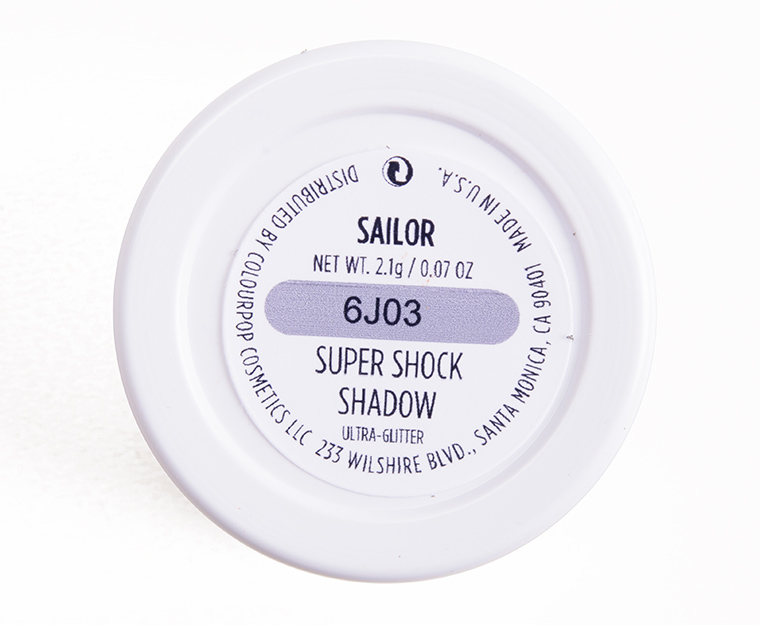 SAILOR
NET WT. 2.1g / 0.07 OZ
6J03
SUPER SHOCK
SHADOW
ULTRA-GLITTER
DISTRIBUTED BY COLOURPOP COSMETICS LLC 233 WILSHIRE BLVD., SANTA MONICA, CA 90401 MADE IN U.S.A.